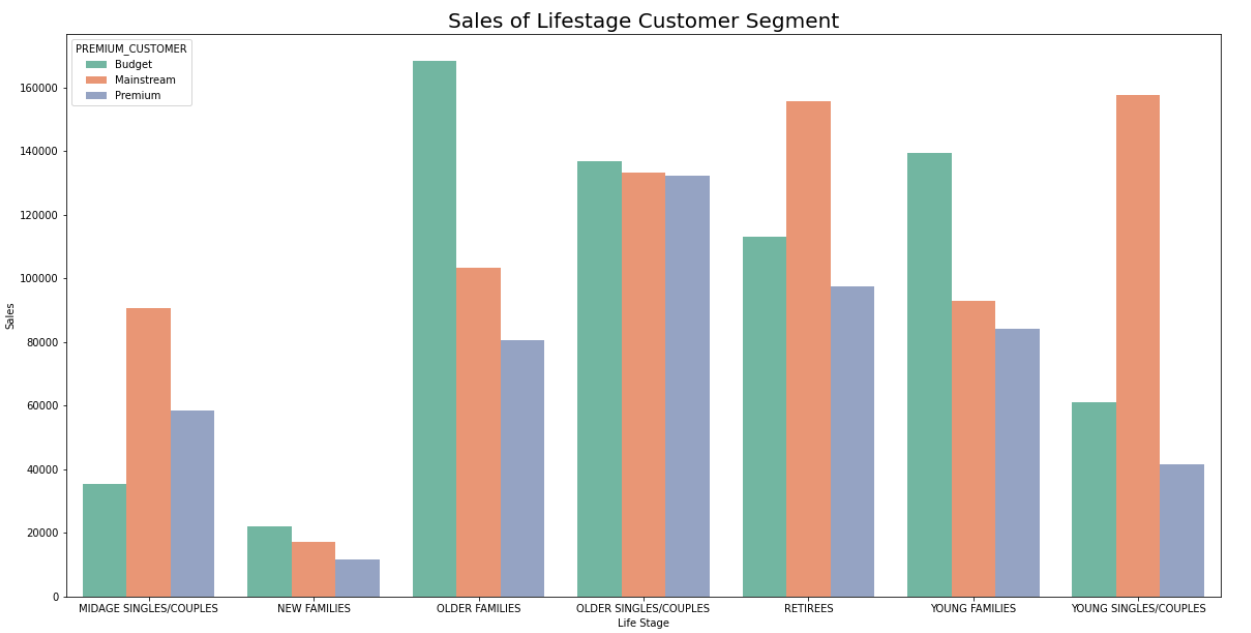 Sales of Lifestage Customer Segment
PREMIUM_CUSTOMER
Budget
Mainstream
Premium
160000
140000
120000
100000
80000
60000
40000
20000
0
Sales
MIDAGE SINGLES/COUPLES
NEW FAMILIES
OLDER FAMILIES
OLDER SINGLES/COUPLES
RETIREES
YOUNG FAMILIES
YOUNG SINGLES/COUPLES
Life Stage